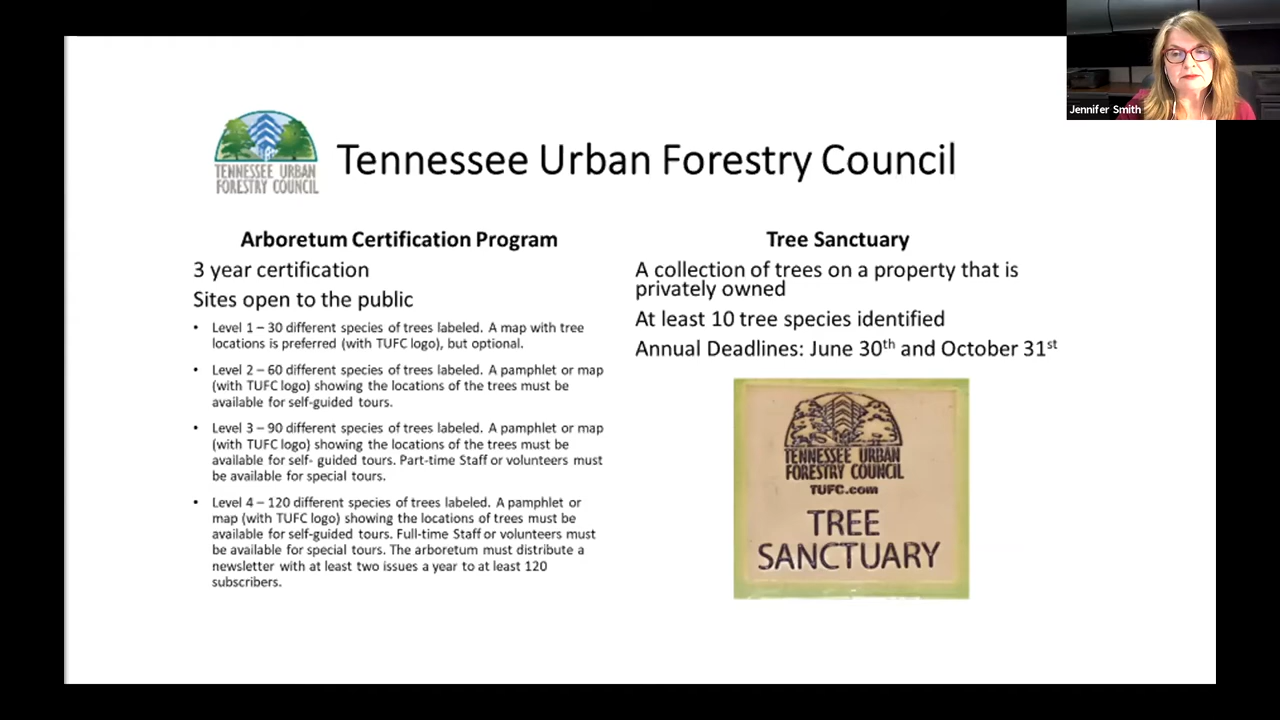 Jennifer Smith
TENNESSEE URBAN
FORESTRY COUNCIL
Tennessee Urban Forestry Council
Arboretum Certification Program
3 year certification
Sites open to the public
• Level 1 – 30 different species of trees labeled. A map with tree
locations is preferred (with TUFC logo), but optional.
• Level 2 – 60 different species of trees labeled. A pamphlet or map
(with TUFC logo) showing the locations of the trees must be
available for self-guided tours.
• Level 3 – 90 different species of trees labeled. A pamphlet or map
(with TUFC logo) showing the locations of the trees must be
available for self- guided tours. Part-time Staff or volunteers must
be available for special tours.
• Level 4 – 120 different species of trees labeled. A pamphlet or
map (with TUFC logo) showing the locations of trees must be
available for self-guided tours. Full-time Staff or volunteers must
be available for special tours. The arboretum must distribute a
newsletter with at least two issues a year to at least 120
subscribers.
Tree Sanctuary
A collection of trees on a property that is
privately owned
At least 10 tree species identified
Annual Deadlines: June 30th and October 31st
TENNESSEE URBAN
FORESTRY COUNCIL
TUFC.com
TREE
SANCTUARY